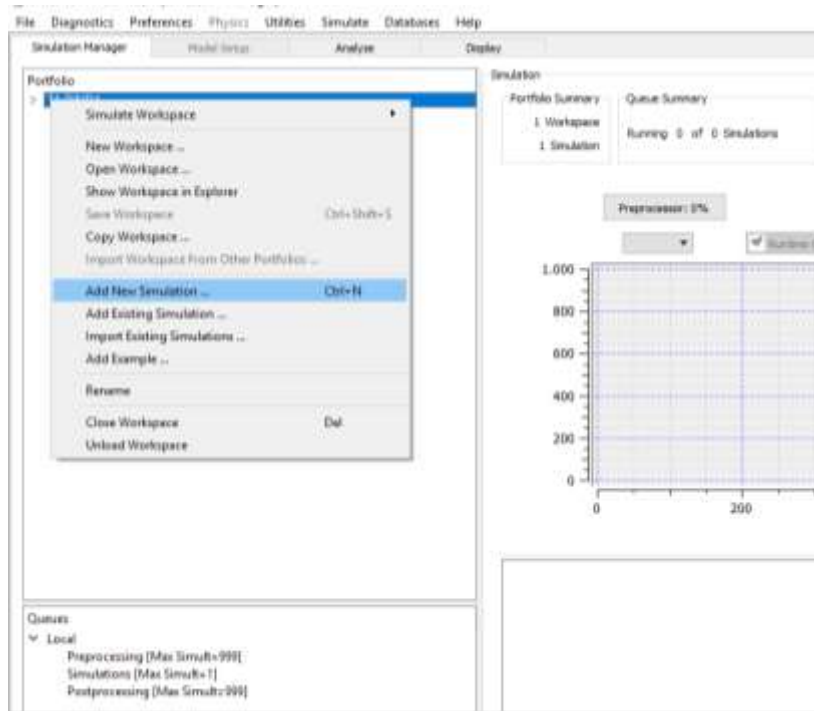 File Diagnostics Preferences Physics Utilities Simulate Databases Help
Simulation Manager Model Setup Analyse Display
Portfolio
Simulate Workspace
New Workspace ...
Open Workspace ...
Show Workspace in Explorer
Save Workspace Ctrl+Shift+S
Copy Workspace ...
Import Workspace From Other Portfolios ...
Add New Simulation ... Ctrl+N
Add Existing Simulation ...
Import Existing Simulations ...
Add Example ...
Rename
Close Workspace Del
Unload Workspace
Queues
Local
Preprocessing [Max Simult=999]
Simulations [Max Simult=1]
Postprocessing [Max Simult=999]
Simulation
Portfolio Summary
1 Workspace
1 Simulation
Queue Summary
Running 0 of 0 Simulations
Preprocessor: 0%
Runtime
1.000
800
600
400
200
0
0 200